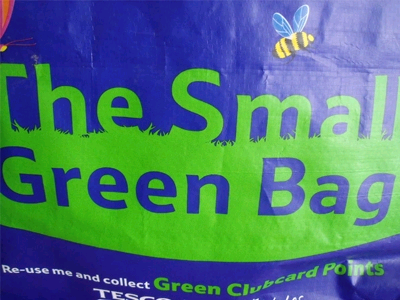 The Small
Green Bag
Re-use me and collect Green Clubcard Points
TESCO